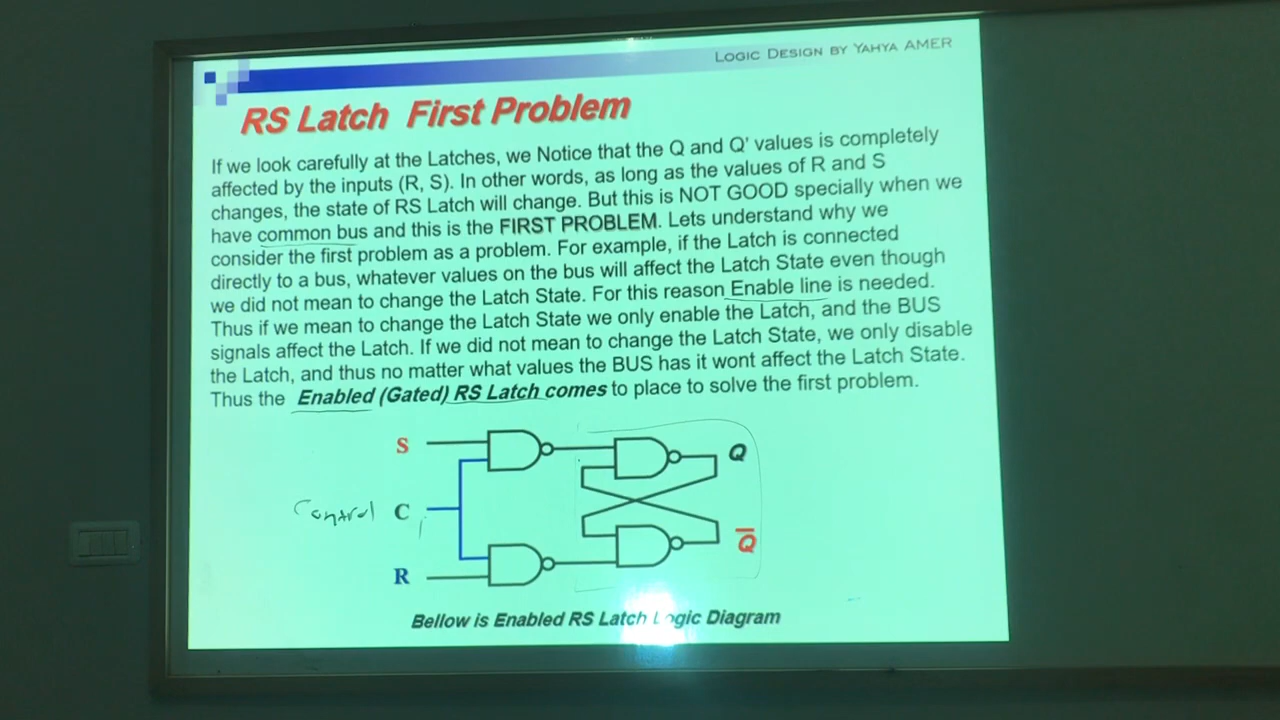 LOGIC DESIGN BY YAHYA AMER
RS Latch First Problem
If we look carefully at the Latches, we Notice that the Q and Q' values is completely
affected by the inputs (R, S). In other words, as long as the values of R and S
changes, the state of RS Latch will change. But this is NOT GOOD specially when we
have common bus and this is the FIRST PROBLEM. Lets understand why we
consider the first problem as a problem. For example, if the Latch is connected
directly to a bus, whatever values on the bus will affect the Latch State even though
we did not mean to change the Latch State. For this reason Enable line is needed.
Thus if we mean to change the Latch State we only enable the Latch, and the BUS
signals affect the Latch. If we did not mean to change the Latch State, we only disable
the Latch, and thus no matter what values the BUS has it wont affect the Latch State.
Thus the Enabled (Gated) RS Latch comes to place to solve the first problem.
S
Q
Control C
Q̅
R
Bellow is Enabled RS Latch Logic Diagram